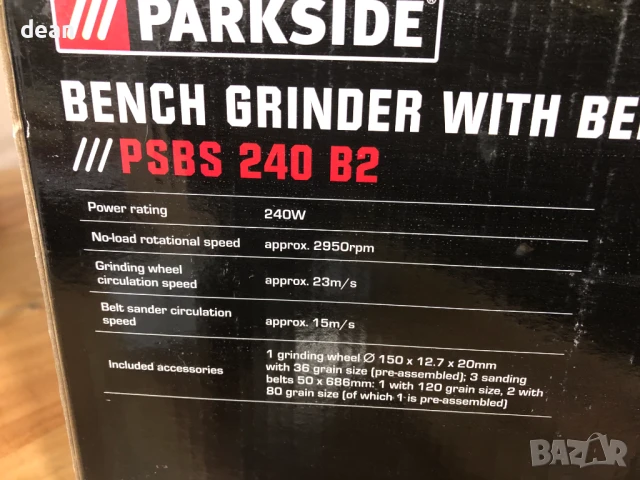 dean
/// PARKSIDE®
BENCH GRINDER WITH BE
/// PSBS 240 B2
Power rating 240W
No-load rotational speed approx. 2950rpm
Grinding wheel
circulation speed approx. 23m/s
Belt sander circulation
speed approx. 15m/s
Included accessories
1 grinding wheel Ø 150 x 12.7 x 20mm
with 36 grain size (pre-assembled); 3 sanding
belts 50 x 686mm: 1 with 120 grain size, 2 with
80 grain size (of which 1 is pre-assembled)
BAZAR